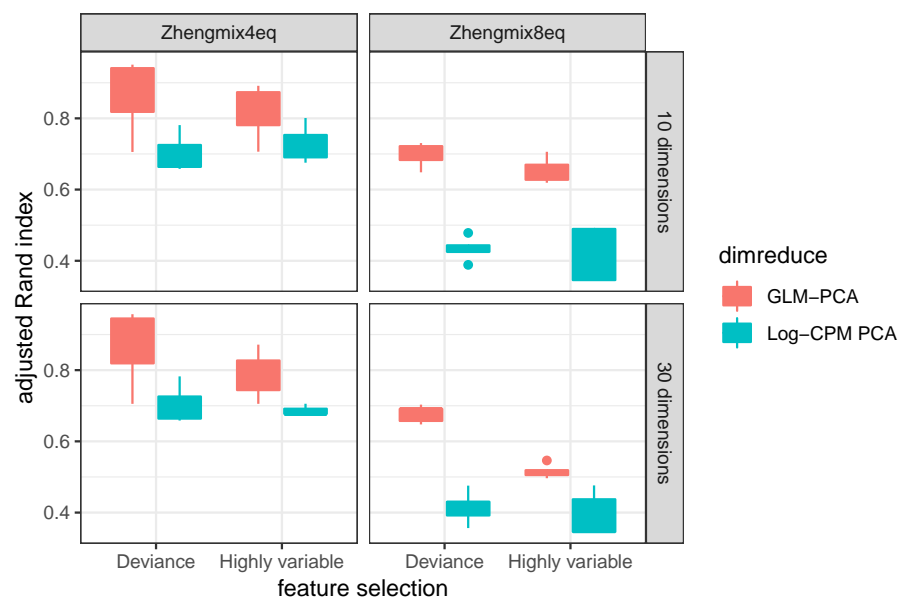 Zhengmix4eq
Zhengmix8eq
adjusted Rand index
0.8
0.6
0.4
10 dimensions
0.8
0.6
0.4
30 dimensions
Deviance
Highly variable
Deviance
Highly variable
feature selection
dimreduce
GLM−PCA
Log−CPM PCA